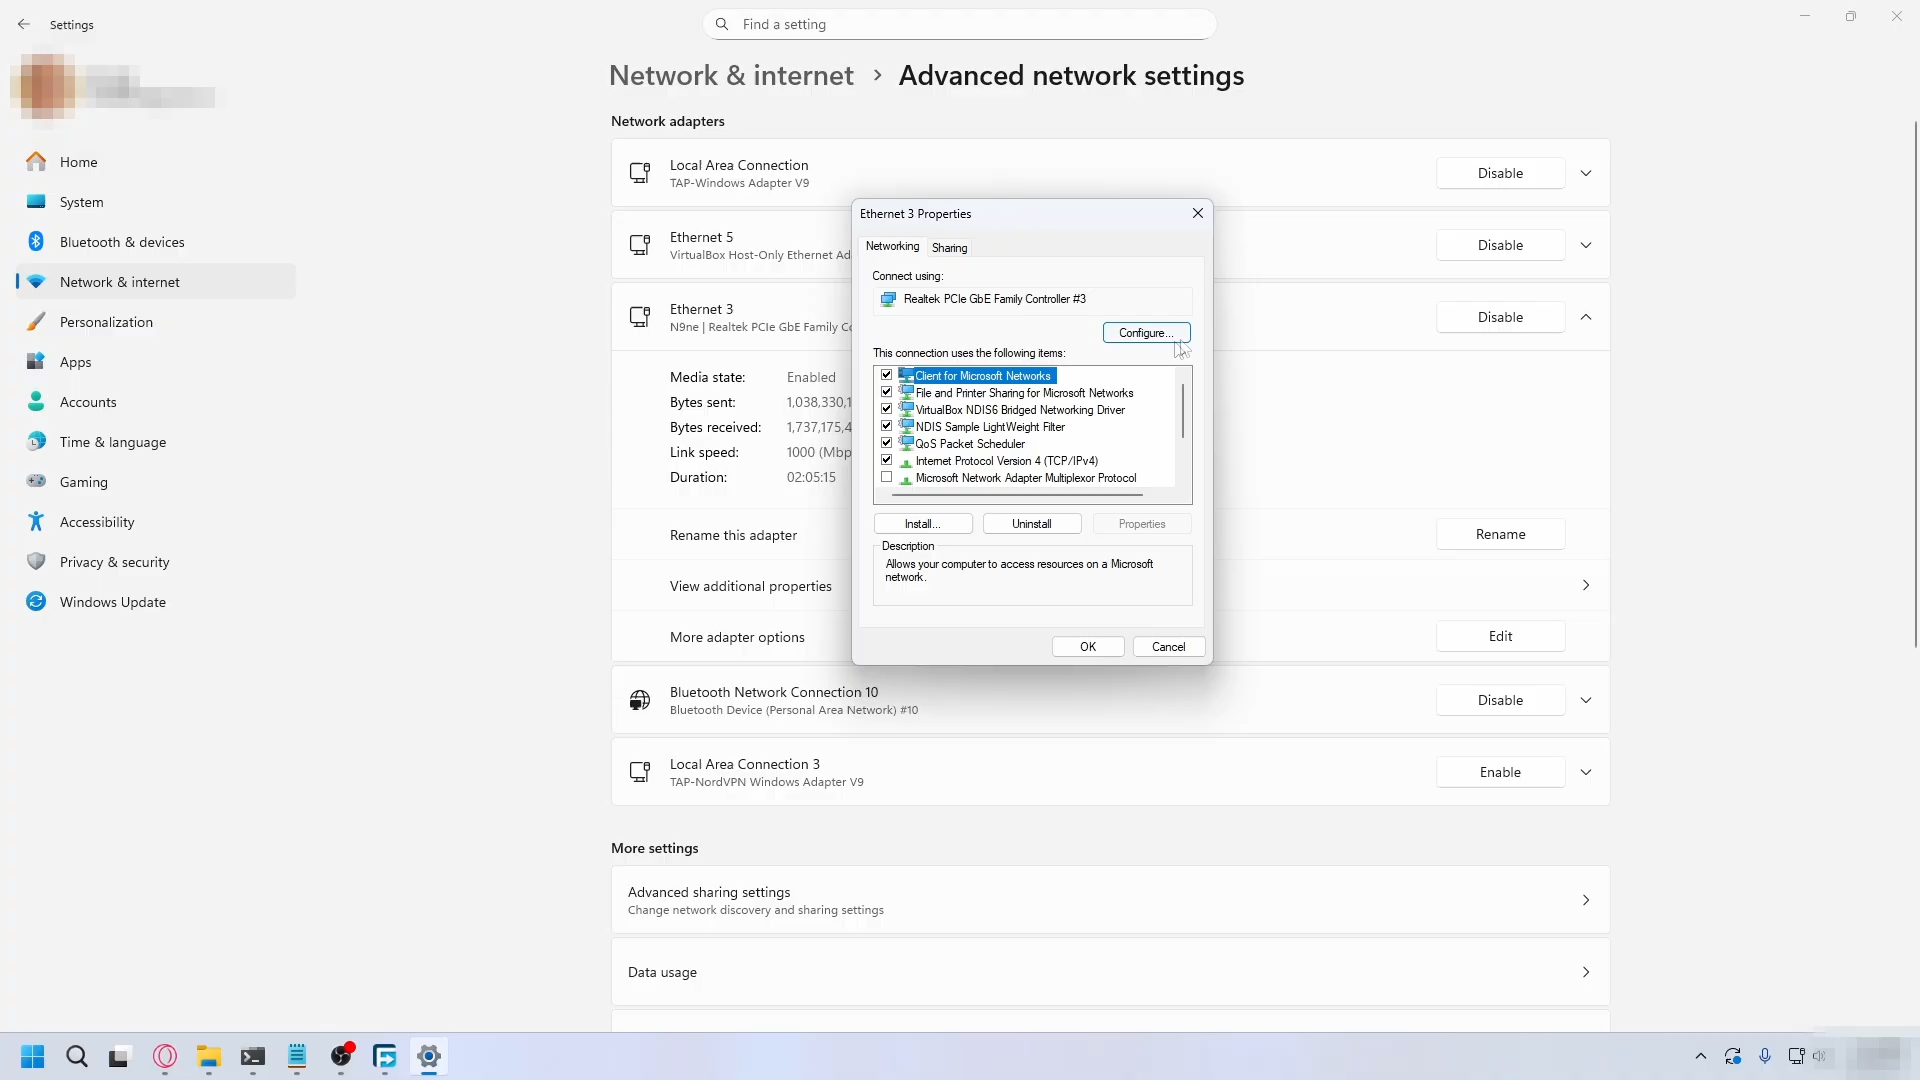 Settings
Find a setting
Network & internet › Advanced network settings
Home
System
Bluetooth & devices
Network & internet
Personalization
Apps
Accounts
Time & language
Gaming
Accessibility
Privacy & security
Windows Update
Network adapters
Local Area Connection
TAP-Windows Adapter V9
Disable
Ethernet 5
VirtualBox Host-Only Ethernet Ad
Disable
Ethernet 3
N9ne | Realtek PCIe GbE Family Co
Disable
Media state: Enabled
Bytes sent: 1,038,330,1
Bytes received: 1,737,175,4
Link speed: 1000 (Mbp
Duration: 02:05:15
Rename this adapter
Rename
View additional properties
More adapter options
Edit
Bluetooth Network Connection 10
Bluetooth Device (Personal Area Network) #10
Disable
Local Area Connection 3
TAP-NordVPN Windows Adapter V9
Enable
More settings
Advanced sharing settings
Change network discovery and sharing settings
Data usage
Ethernet 3 Properties
Networking
Sharing
Connect using:
Realtek PCIe GbE Family Controller #3
Configure...
This connection uses the following items:
Client for Microsoft Networks
File and Printer Sharing for Microsoft Networks
VirtualBox NDIS6 Bridged Networking Driver
NDIS Sample LightWeight Filter
QoS Packet Scheduler
Internet Protocol Version 4 (TCP/IPv4)
Microsoft Network Adapter Multiplexor Protocol
Install...
Uninstall
Properties
Description
Allows your computer to access resources on a Microsoft
network.
OK
Cancel